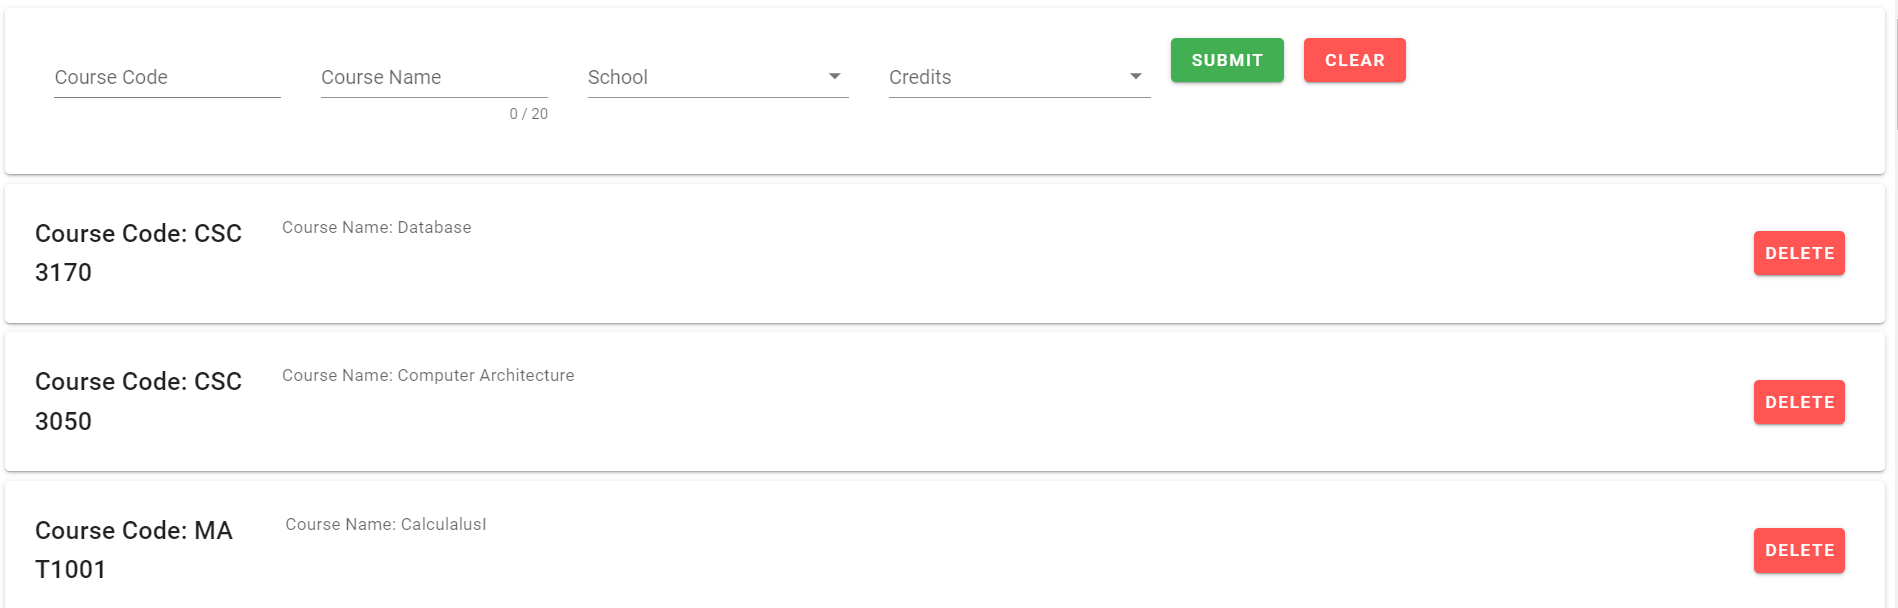 Course Code
Course Name
School
Credits
SUBMIT
CLEAR
0 / 20
Course Code: CSC
3170
Course Name: Database
DELETE
Course Code: CSC
3050
Course Name: Computer Architecture
DELETE
Course Code: MA
T1001
Course Name: CalculalusI
DELETE